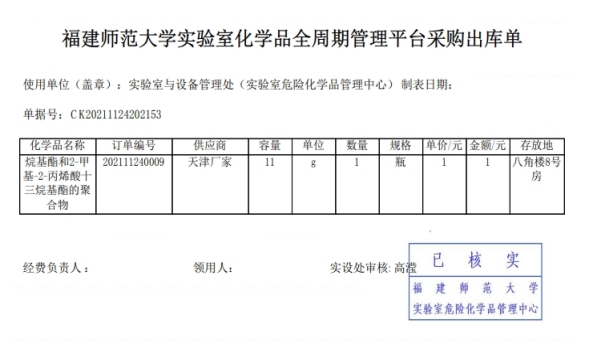 福建师范大学实验室化学品全周期管理平台采购出库单
使用单位（盖章）：实验室与设备管理处（实验室危险化学品管理中心） 制表日期：
单据号：CK20211124202153
化学品名称 订单编号 供应商 容量 单位 数量 规格 单价/元 金额/元 存放地
烷基酯和2-甲基-2-丙烯酸十三烷基酯的聚合物 202111240009 天津厂家 11 g 1 瓶 1 1 八角楼8号房
经费负责人： 领用人： 实设处审核：高滢
已核实
福建师范大学
实验室危险化学品管理中心